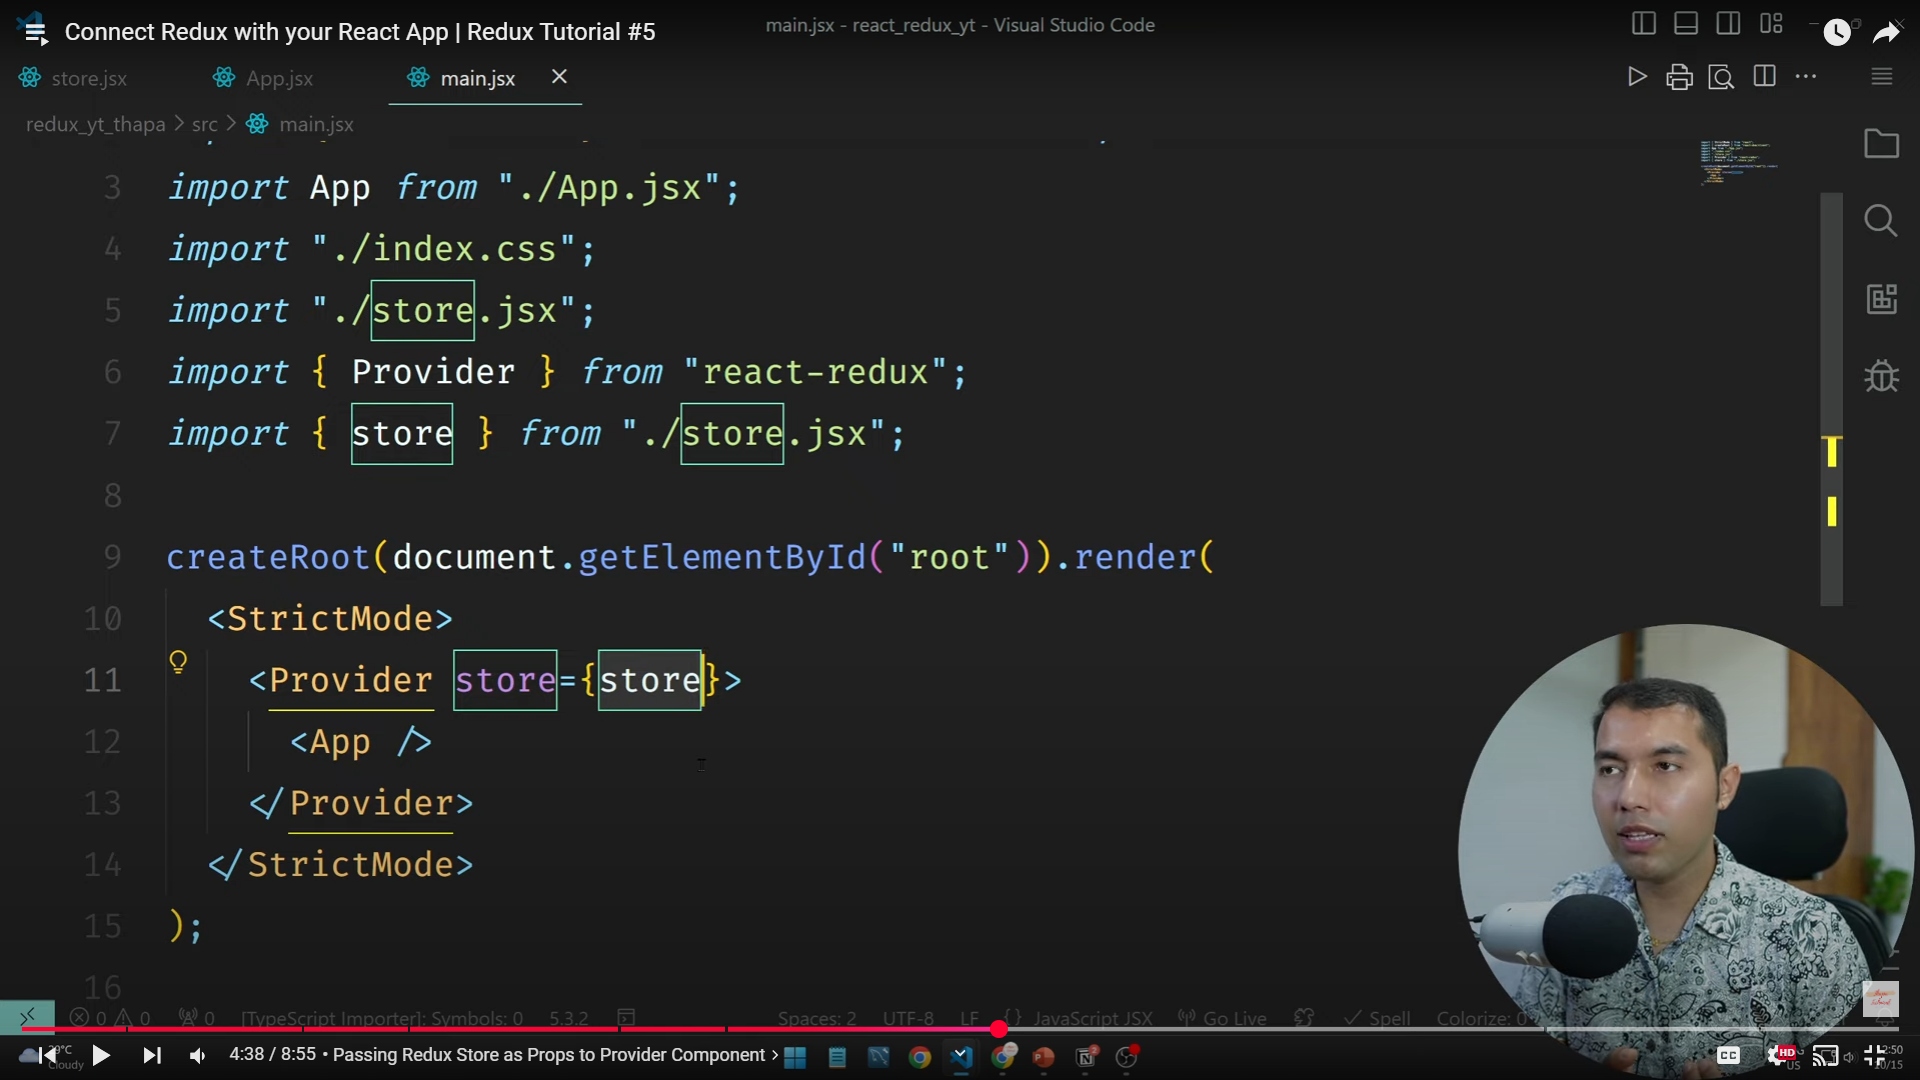 Connect Redux with your React App | Redux Tutorial #5
main.jsx - react_redux_yt - Visual Studio Code
store.jsx
App.jsx
main.jsx
redux_yt_thapa > src > main.jsx
3 import App from "./App.jsx";
4 import "./index.css";
5 import "./store.jsx";
6 import { Provider } from "react-redux";
7 import { store } from "./store.jsx";
8
9 createRoot(document.getElementById("root")).render(
10 <StrictMode>
11 <Provider store={store}>
12 <App />
13 </Provider>
14 </StrictMode>
15 );
16
0 0 0 [TypeScript Importer]: Symbols: 0 5.3.2 Spaces: 2 UTF-8 LF {} JavaScript JSX Go Live Spell Colorize: 0
Cloudy
4:38 / 8:55 • Passing Redux Store as Props to Provider Component >
CC
HD
US